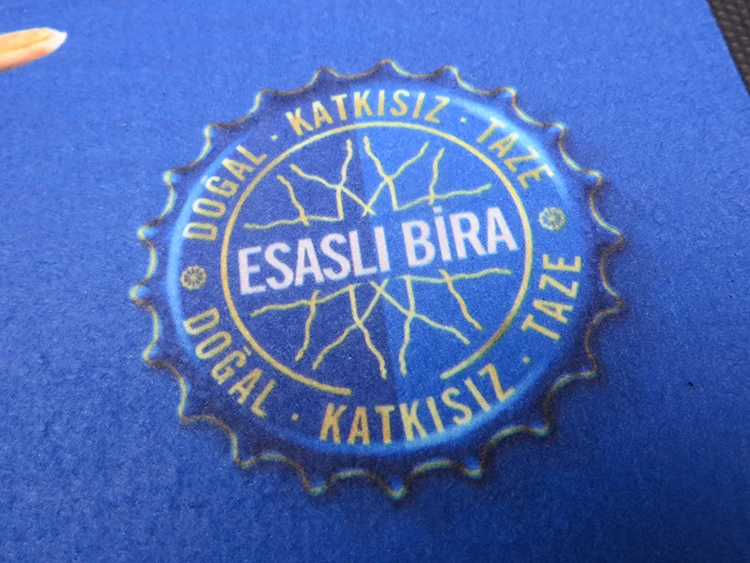 DOĞAL · KATKISIZ · TAZE
ESASLI BİRA
DOĞAL · KATKISIZ · TAZE